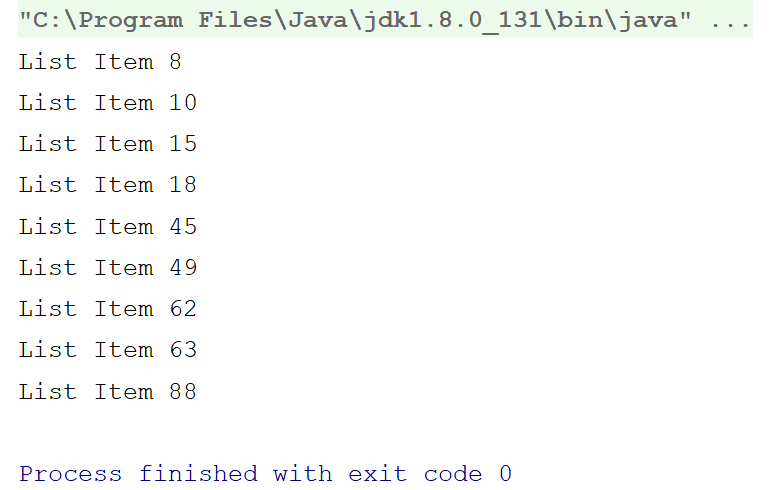 "C:\Program Files\Java\jdk1.8.0_131\bin\java" ...
List Item 8
List Item 10
List Item 15
List Item 18
List Item 45
List Item 49
List Item 62
List Item 63
List Item 88
Process finished with exit code 0